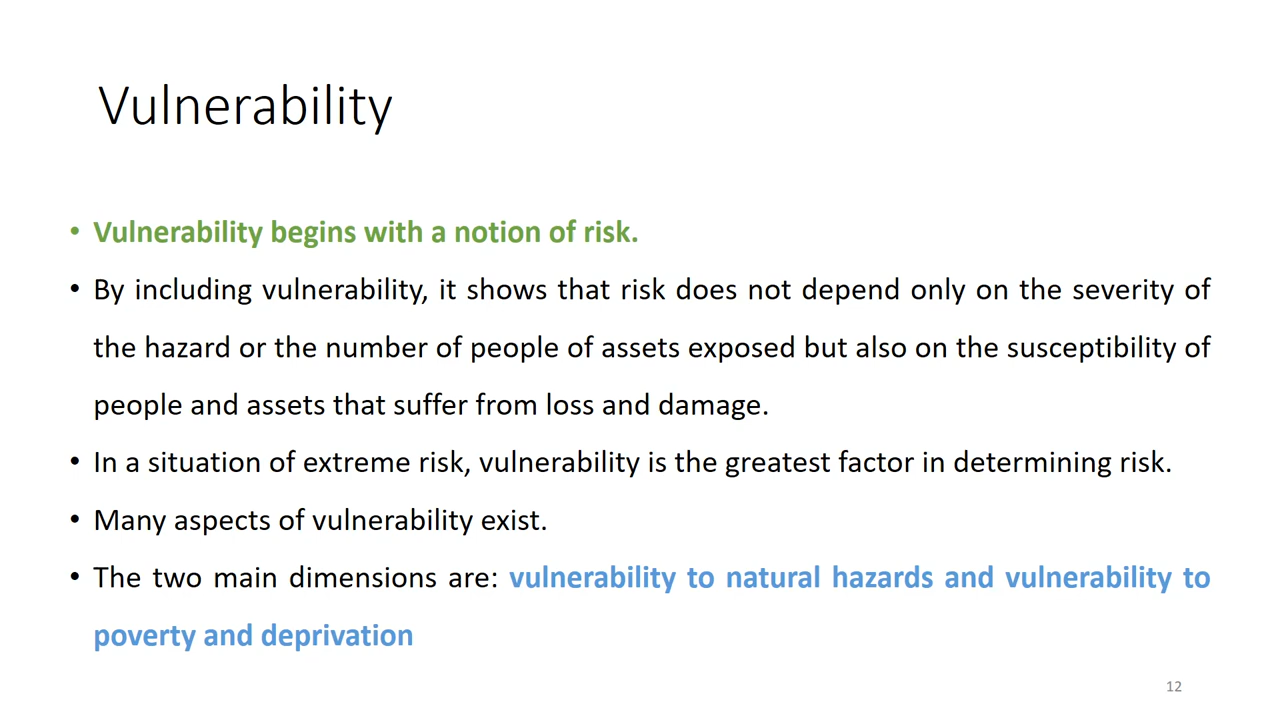 Vulnerability
• Vulnerability begins with a notion of risk.
• By including vulnerability, it shows that risk does not depend only on the severity of
the hazard or the number of people of assets exposed but also on the susceptibility of
people and assets that suffer from loss and damage.
• In a situation of extreme risk, vulnerability is the greatest factor in determining risk.
• Many aspects of vulnerability exist.
• The two main dimensions are: vulnerability to natural hazards and vulnerability to
poverty and deprivation
12